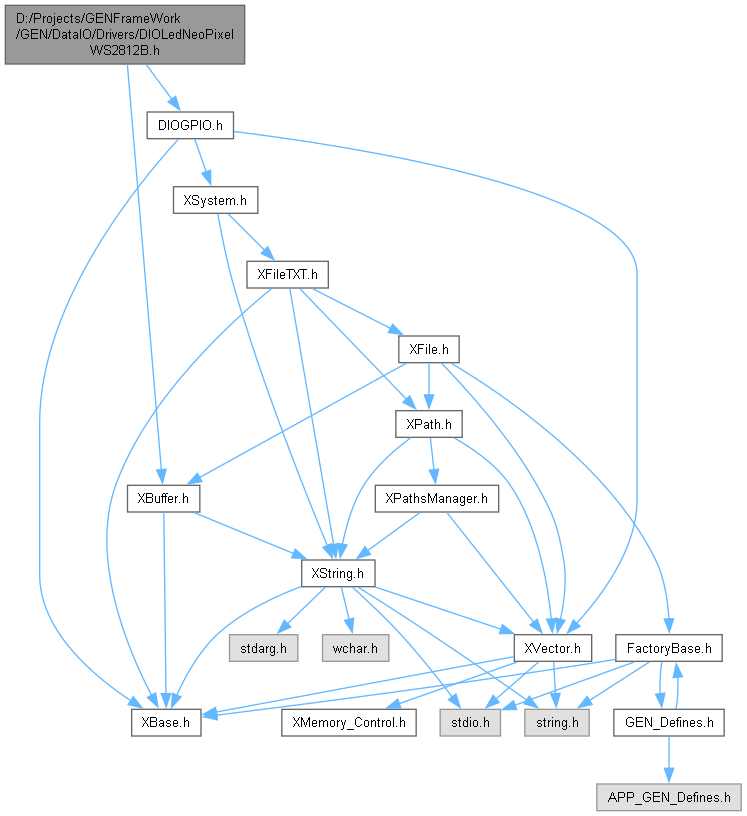 D:/Projects/GENFrameWork
/GEN/DataIO/Drivers/DIOLedNeoPixel
WS2812B.h
DIOGPIO.h
XSystem.h
XFileTXT.h
XFile.h
XPath.h
XBuffer.h
XPathsManager.h
XString.h
stdarg.h
wchar.h
XVector.h
FactoryBase.h
XBase.h
XMemory_Control.h
stdio.h
string.h
GEN_Defines.h
APP_GEN_Defines.h